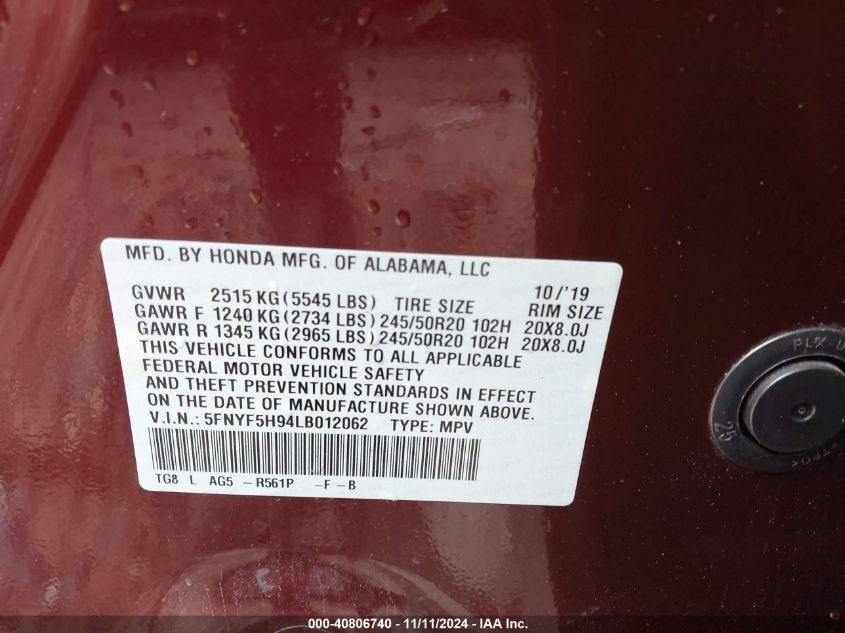 MFD. BY HONDA MFG. OF ALABAMA, LLC
10/'19
GVWR 2515 KG (5545 LBS) TIRE SIZE RIM SIZE
GAWR F 1240 KG (2734 LBS) 245/50R20 102H 20X8.0J
GAWR R 1345 KG (2965 LBS) 245/50R20 102H 20X8.0J
THIS VEHICLE CONFORMS TO ALL APPLICABLE
FEDERAL MOTOR VEHICLE SAFETY
AND THEFT PREVENTION STANDARDS IN EFFECT
ON THE DATE OF MANUFACTURE SHOWN ABOVE.
V.I.N.: 5FNYF5H94LB012062 TYPE: MPV
TG8 L AG5 -R561P -F-B
25
000-40806740 - 11/11/2024 - IAA Inc.